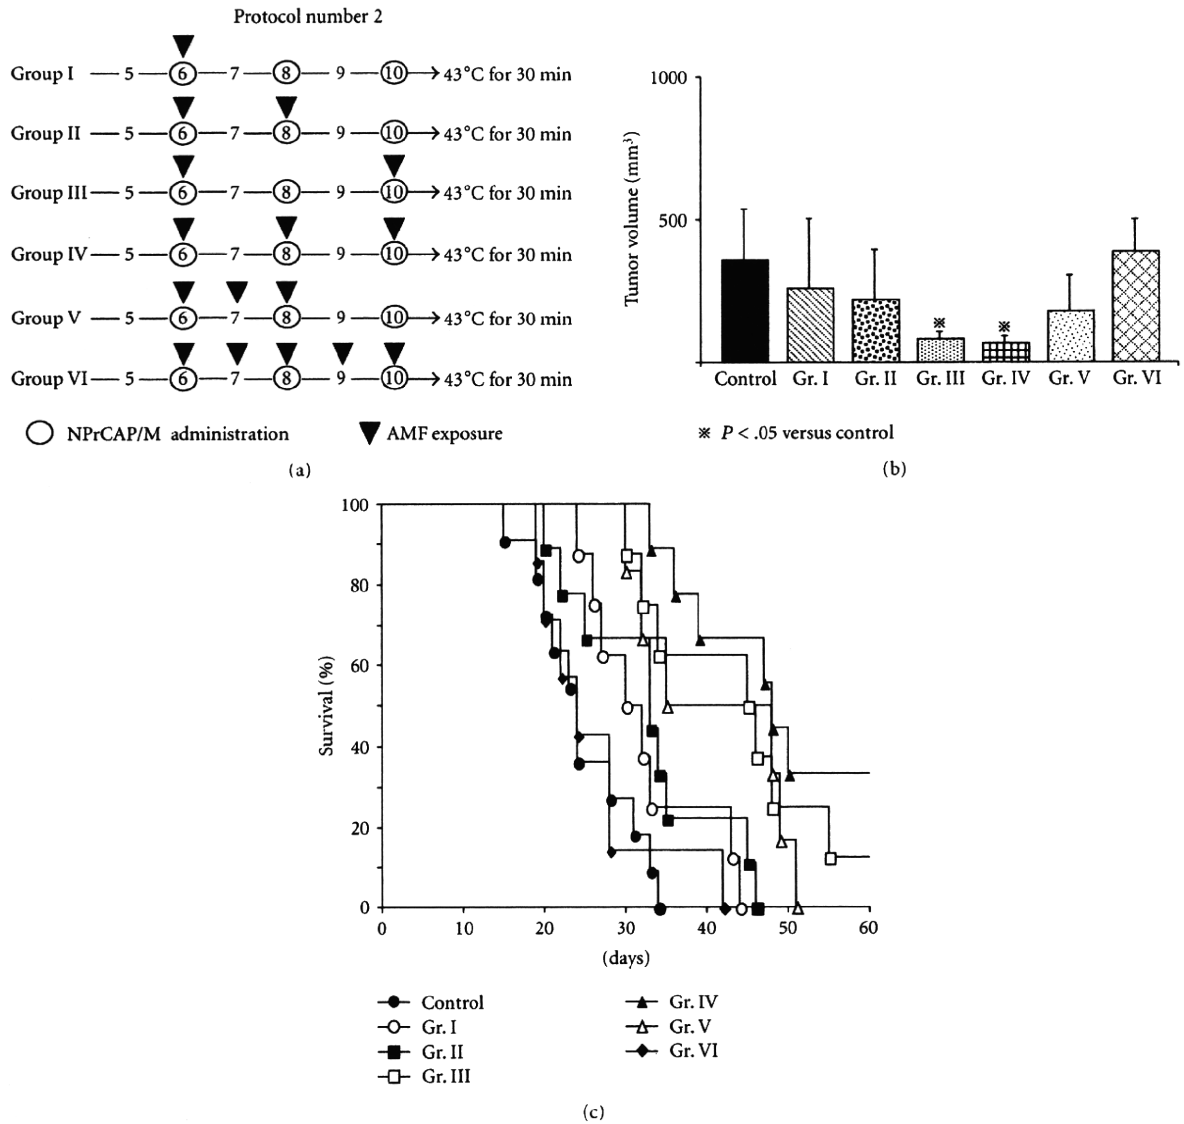 Protocol number 2
Group I 5 6 7 8 9 10 43°C for 30 min
Group II 5 6 7 8 9 10 43°C for 30 min
Group III 5 6 7 8 9 10 43°C for 30 min
Group IV 5 6 7 8 9 10 43°C for 30 min
Group V 5 6 7 8 9 10 43°C for 30 min
Group VI 5 6 7 8 9 10 43°C for 30 min
NPrCAP/M administration AMF exposure
(a)
1000
500
Tumor volume (mm³)
※ ※
Control Gr. I Gr. II Gr. III Gr. IV Gr. V Gr. VI
※ P < .05 versus control
(b)
100
80
60
40
20
0
Survival (%)
0 10 20 30 40 50 60
(days)
Control
Gr. I
Gr. II
Gr. III
Gr. IV
Gr. V
Gr. VI
(c)